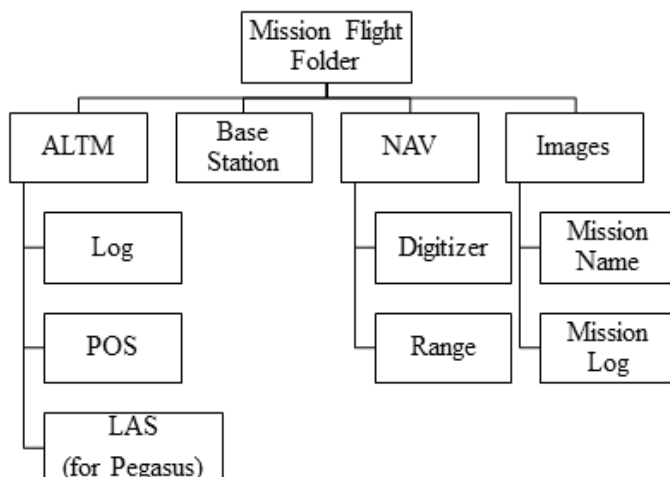 Mission Flight
Folder
ALTM
Base
Station
NAV
Images
Log
Digitizer
Mission
Name
POS
Range
Mission
Log
LAS
(for Pegasus)